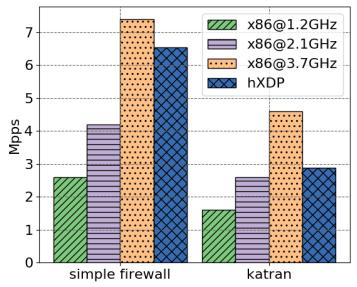 x86@1.2GHz
x86@2.1GHz
x86@3.7GHz
hXDP
Mpps
7
6
5
4
3
2
1
0
simple firewall
katran